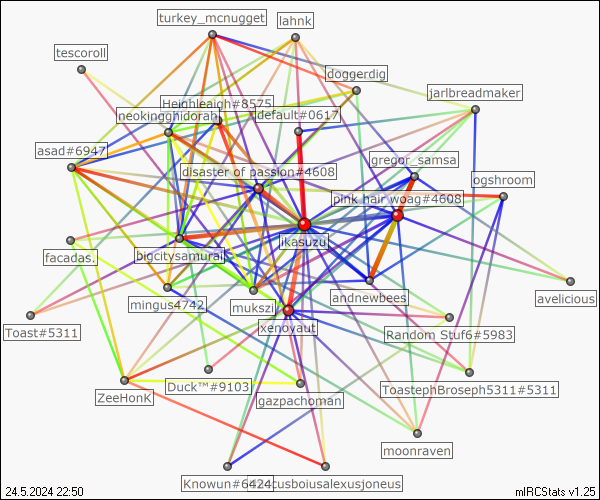 turkey_mcnugget
lahnk
tescoroll
doggerdig
jarlbreadmaker
Heighleigh#8575
neokingghidorah
default#0617
asad#6947
gregor_samsa
disaster of passion#4608
ogshroom
pink hair woag#4608
ikasuzu
bigcitysamurai
facadas.
mingus4742
mukszi
andnewbees
avelicious
xenoyaut
Toast#5311
Random Stuf6#5983
Duck™#9103
ToastephBroseph5311#5311
ZeeHonK
gazpachoman
moonraven
Knowun#6424
cusboiusalexusjoneus
24.5.2024 22:50
mIRCStats v1.25